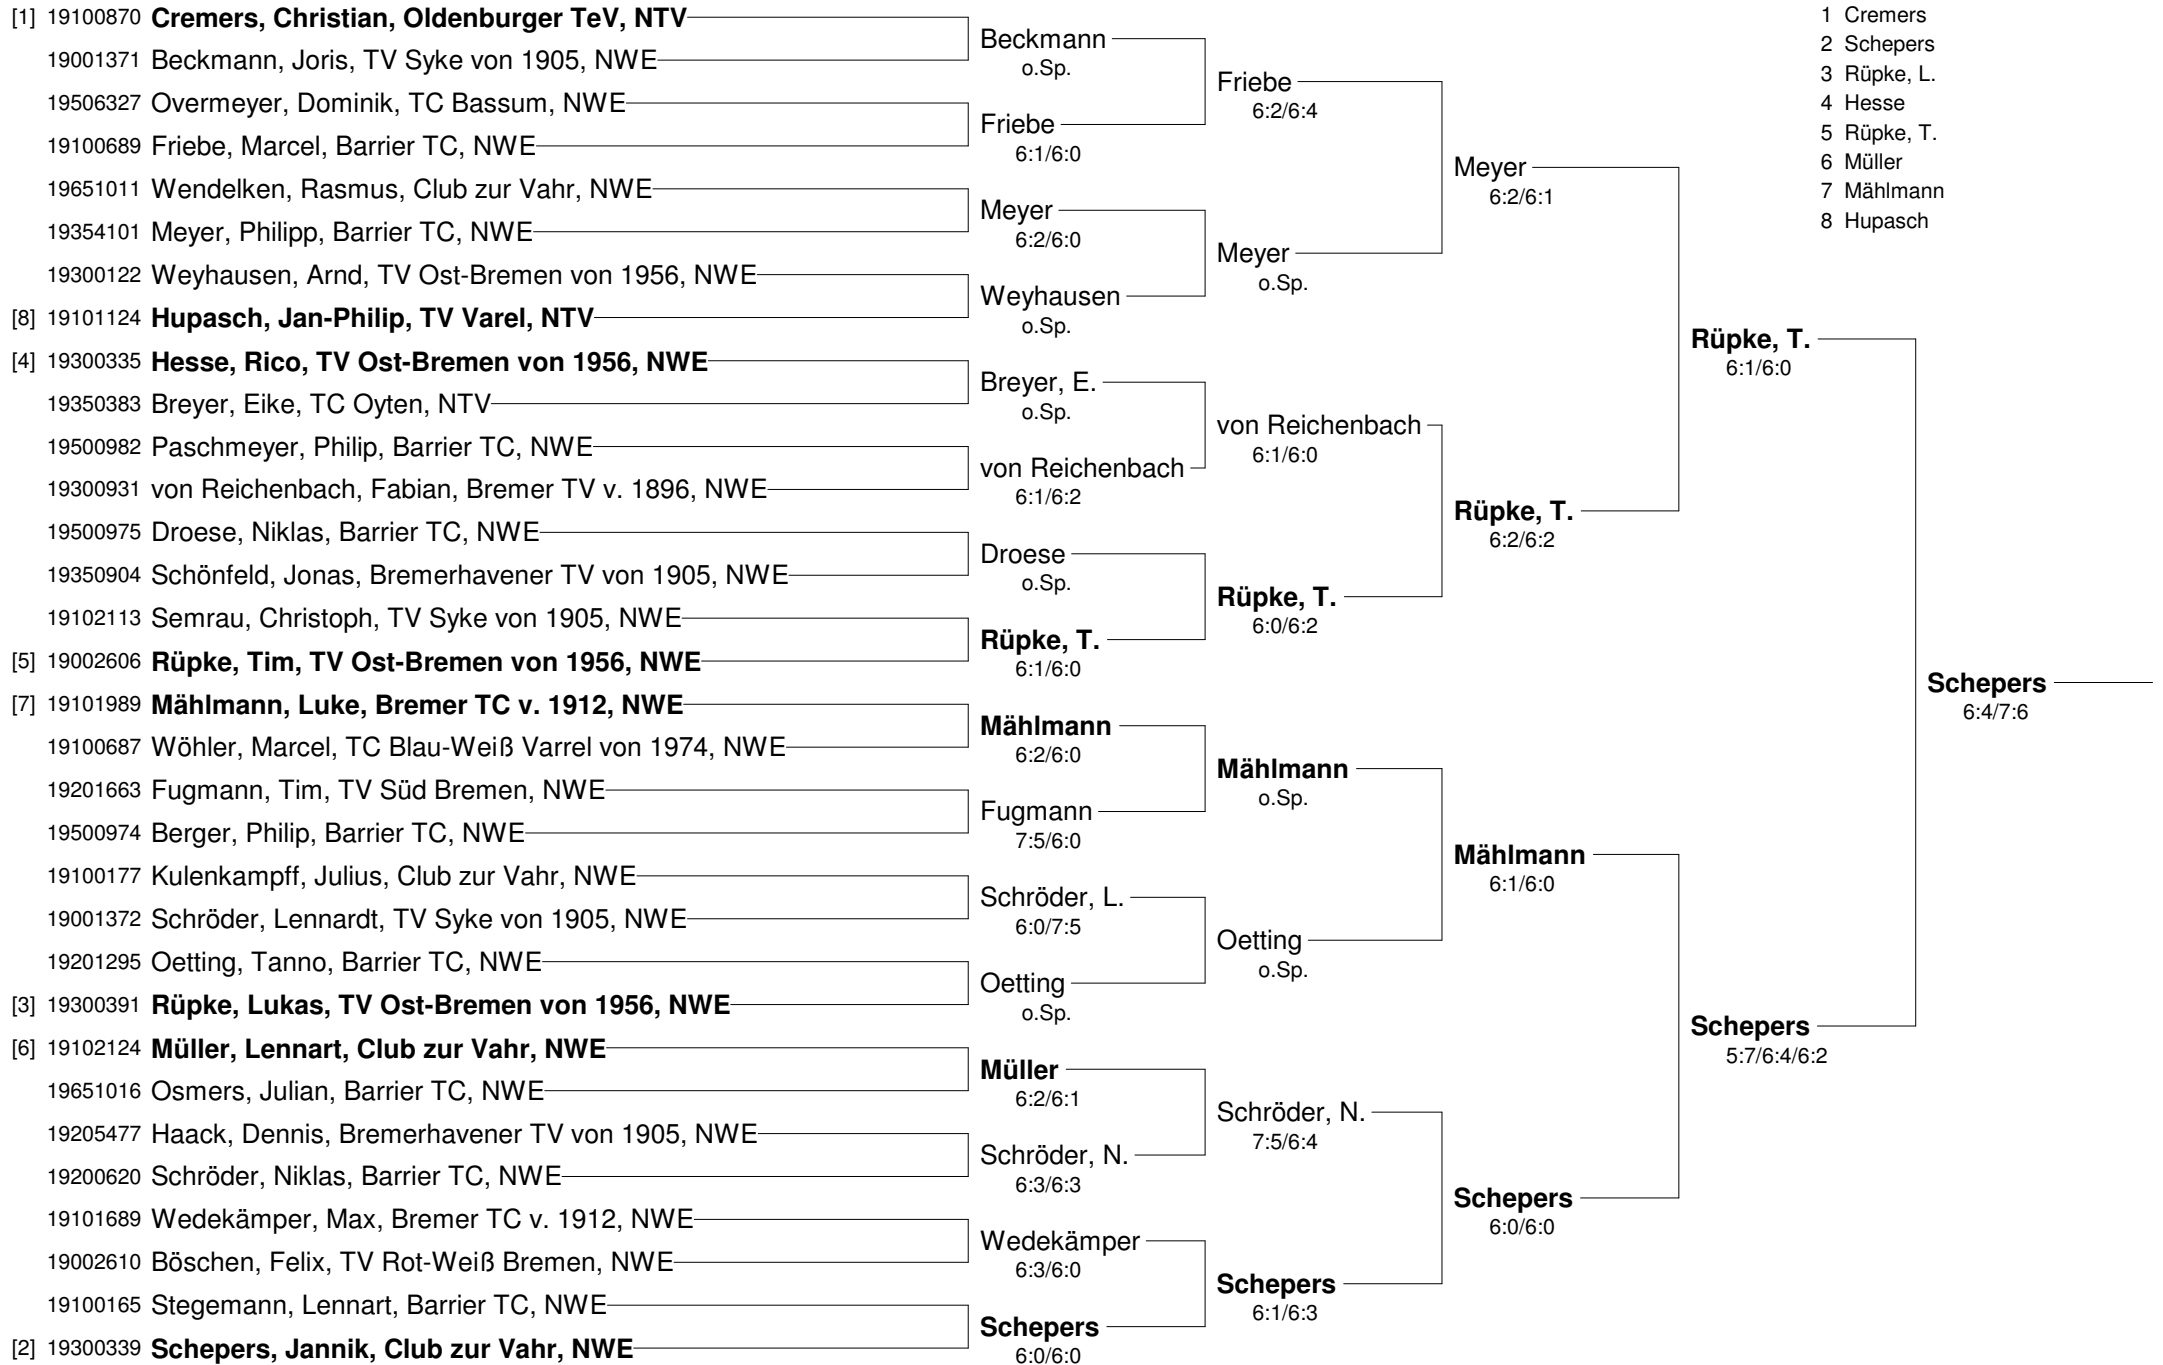 [1] 19100870 Cremers, Christian, Oldenburger TeV, NTV
19001371 Beckmann, Joris, TV Syke von 1905, NWE
19506327 Overmeyer, Dominik, TC Bassum, NWE
19100689 Friebe, Marcel, Barrier TC, NWE
19651011 Wendelken, Rasmus, Club zur Vahr, NWE
19354101 Meyer, Philipp, Barrier TC, NWE
19300122 Weyhausen, Arnd, TV Ost-Bremen von 1956, NWE
[8] 19101124 Hupasch, Jan-Philip, TV Varel, NTV
[4] 19300335 Hesse, Rico, TV Ost-Bremen von 1956, NWE
19350383 Breyer, Eike, TC Oyten, NTV
19500982 Paschmeyer, Philip, Barrier TC, NWE
19300931 von Reichenbach, Fabian, Bremer TV v. 1896, NWE
19500975 Droese, Niklas, Barrier TC, NWE
19350904 Schönfeld, Jonas, Bremerhavener TV von 1905, NWE
19102113 Semrau, Christoph, TV Syke von 1905, NWE
[5] 19002606 Rüpke, Tim, TV Ost-Bremen von 1956, NWE
[7] 19101989 Mählmann, Luke, Bremer TC v. 1912, NWE
19100687 Wöhler, Marcel, TC Blau-Weiß Varrel von 1974, NWE
19201663 Fugmann, Tim, TV Süd Bremen, NWE
19500974 Berger, Philip, Barrier TC, NWE
19100177 Kulenkampff, Julius, Club zur Vahr, NWE
19001372 Schröder, Lennardt, TV Syke von 1905, NWE
19201295 Oetting, Tanno, Barrier TC, NWE
[3] 19300391 Rüpke, Lukas, TV Ost-Bremen von 1956, NWE
[6] 19102124 Müller, Lennart, Club zur Vahr, NWE
19651016 Osmers, Julian, Barrier TC, NWE
19205477 Haack, Dennis, Bremerhavener TV von 1905, NWE
19200620 Schröder, Niklas, Barrier TC, NWE
19101689 Wedekämper, Max, Bremer TC v. 1912, NWE
19002610 Böschen, Felix, TV Rot-Weiß Bremen, NWE
19100165 Stegemann, Lennart, Barrier TC, NWE
[2] 19300339 Schepers, Jannik, Club zur Vahr, NWE
Beckmann
o.Sp.
Friebe
6:1/6:0
Meyer
6:2/6:0
Weyhausen
o.Sp.
Breyer, E.
o.Sp.
von Reichenbach
6:1/6:2
Droese
o.Sp.
Rüpke, T.
6:1/6:0
Mählmann
6:2/6:0
Fugmann
7:5/6:0
Schröder, L.
6:0/7:5
Oetting
o.Sp.
Müller
6:2/6:1
Schröder, N.
6:3/6:3
Wedekämper
6:3/6:0
Schepers
6:0/6:0
Friebe
6:2/6:4
Meyer
o.Sp.
von Reichenbach
6:1/6:0
Rüpke, T.
6:0/6:2
Mählmann
o.Sp.
Oetting
o.Sp.
Schröder, N.
7:5/6:4
Schepers
6:1/6:3
Meyer
6:2/6:1
Rüpke, T.
6:2/6:2
Mählmann
6:1/6:0
Schepers
6:0/6:0
Rüpke, T.
6:1/6:0
Schepers
5:7/6:4/6:2
Schepers
6:4/7:6
1 Cremers
2 Schepers
3 Rüpke, L.
4 Hesse
5 Rüpke, T.
6 Müller
7 Mählmann
8 Hupasch